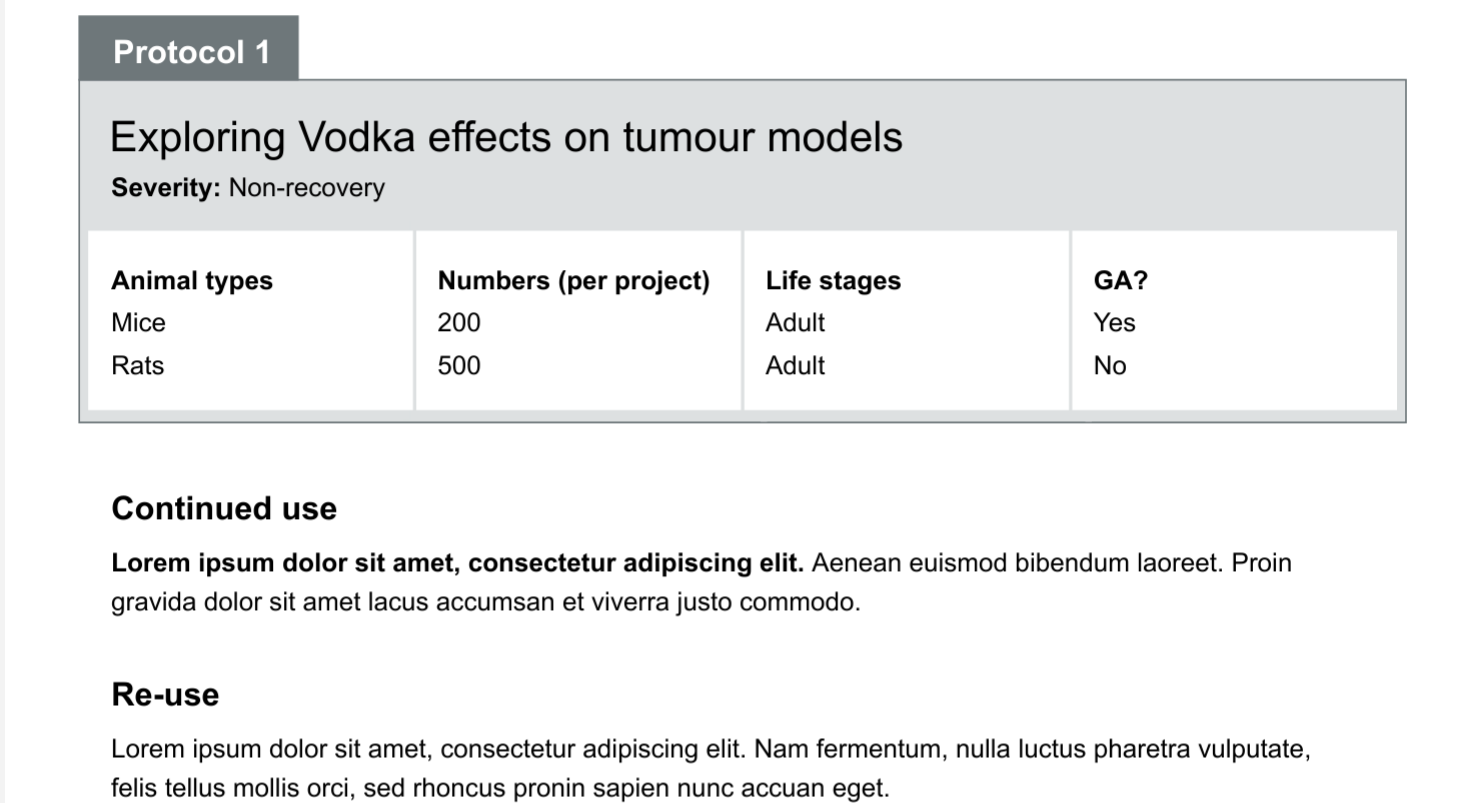 Protocol 1
Exploring Vodka effects on tumour models
Severity: Non-recovery
Animal types Numbers (per project) Life stages GA?
Mice 200 Adult Yes
Rats 500 Adult No
Continued use
Lorem ipsum dolor sit amet, consectetur adipiscing elit. Aenean euismod bibendum laoreet. Proin
gravida dolor sit amet lacus accumsan et viverra justo commodo.
Re-use
Lorem ipsum dolor sit amet, consectetur adipiscing elit. Nam fermentum, nulla luctus pharetra vulputate,
felis tellus mollis orci, sed rhoncus pronin sapien nunc accuan eget.